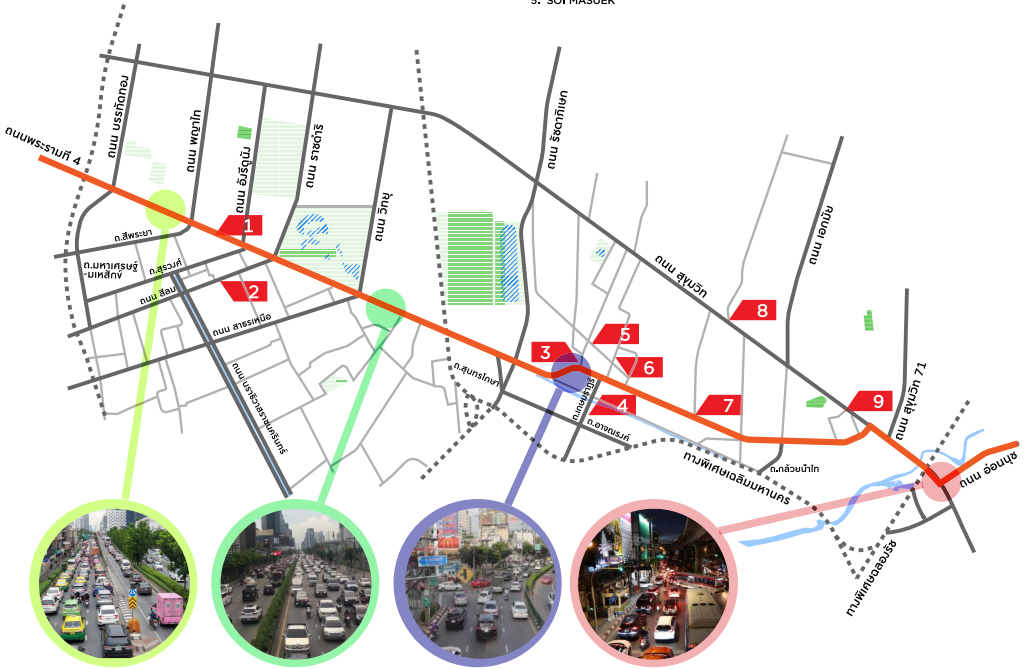 5. SOI MASUEK
ถนนพระรามที่ 4
ถนน บรรทัดทอง
ถนน พญาไท
ถนน อังรีดูนังต์
ถนน ราชดำริ
ถนน วิทยุ
ถนน รัชดาภิเษก
ถนน สุขุมวิท
ถนน เอกมัย
ถนน สุขุมวิท 71
ถนน อ่อนนุช
ถ.สี่พระยา
ถ.มหาเศรษฐ์
-มเหสักข์
ถ.สุรวงศ์
ถนน สีลม
ถนน สาธรเหนือ
ถนน นราธิวาสราชนครินทร์
ถ.สุนทรโกษา
ถ.เกษมราษฎร์
ถ.อาจณรงค์
ทางพิเศษเฉลิมมหานคร
ถ.กล้วยน้ำไท
ทางพิเศษฉลองรัช
1
2
3
4
5
6
7
8
9